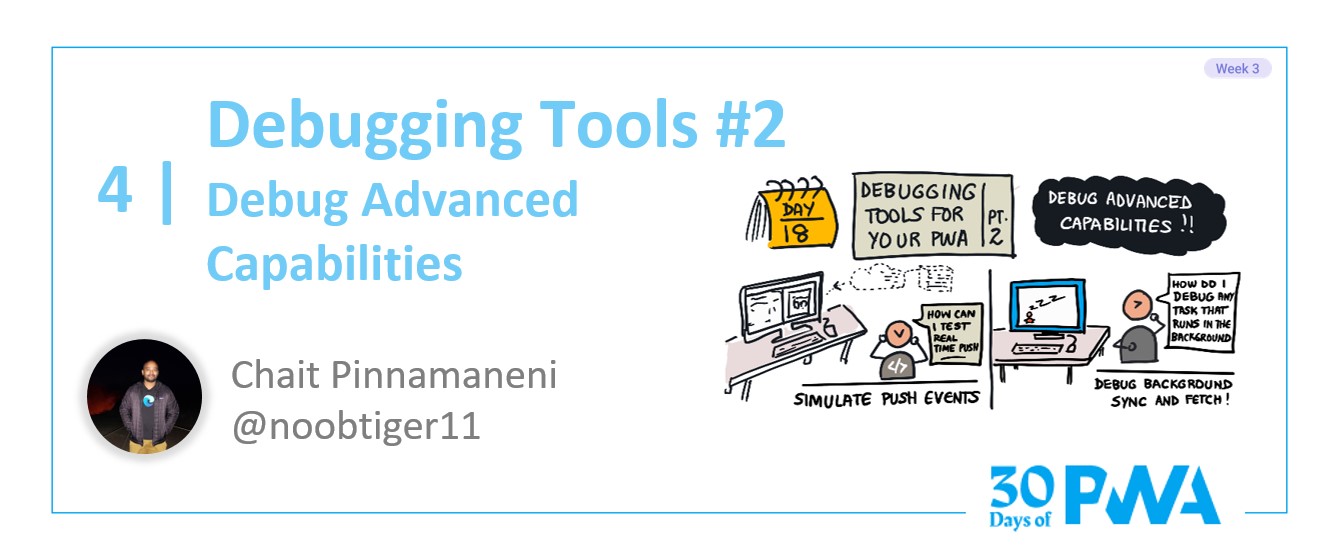 Week 3
Debugging Tools #2
4 |
Debug Advanced
Capabilities
Chait Pinnamaneni
@noobtiger11
DAY
18
DEBUGGING
TOOLS FOR
YOUR PWA
PT.
2
DEBUG ADVANCED
CAPABILITIES !!
HOW CAN
I TEST
REAL
TIME PUSH
</>
SIMULATE PUSH EVENTS
zzz
HOW DO I
DEBUG ANY
TASK THAT
RUNS IN THE
BACKGROUND
DEBUG BACKGROUND
SYNC AND FETCH!
30
Days of
PWA